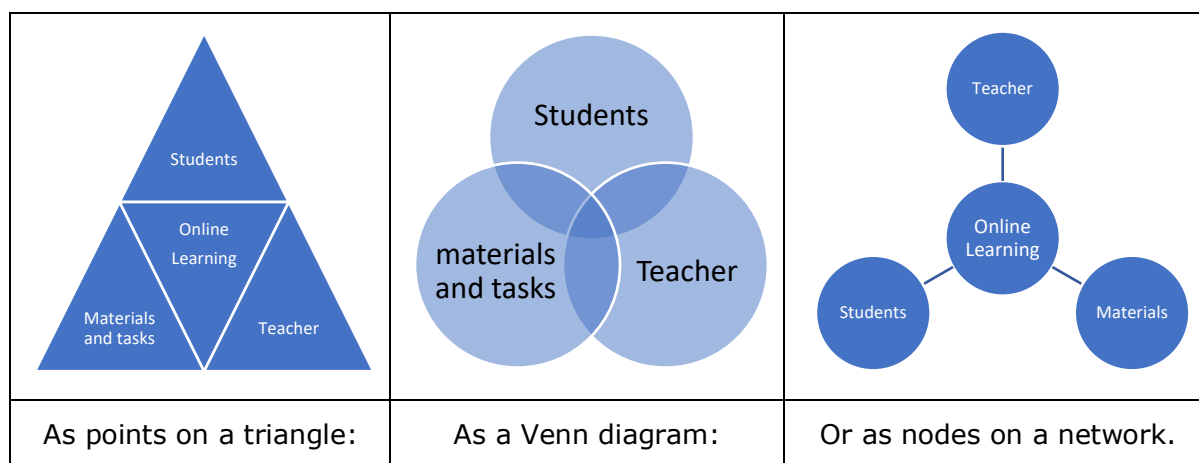 Students
Online
Learning
Materials
and tasks
Teacher
Students
materials
and tasks
Teacher
Teacher
Online
Learning
Students
Materials
As points on a triangle:
As a Venn diagram:
Or as nodes on a network.